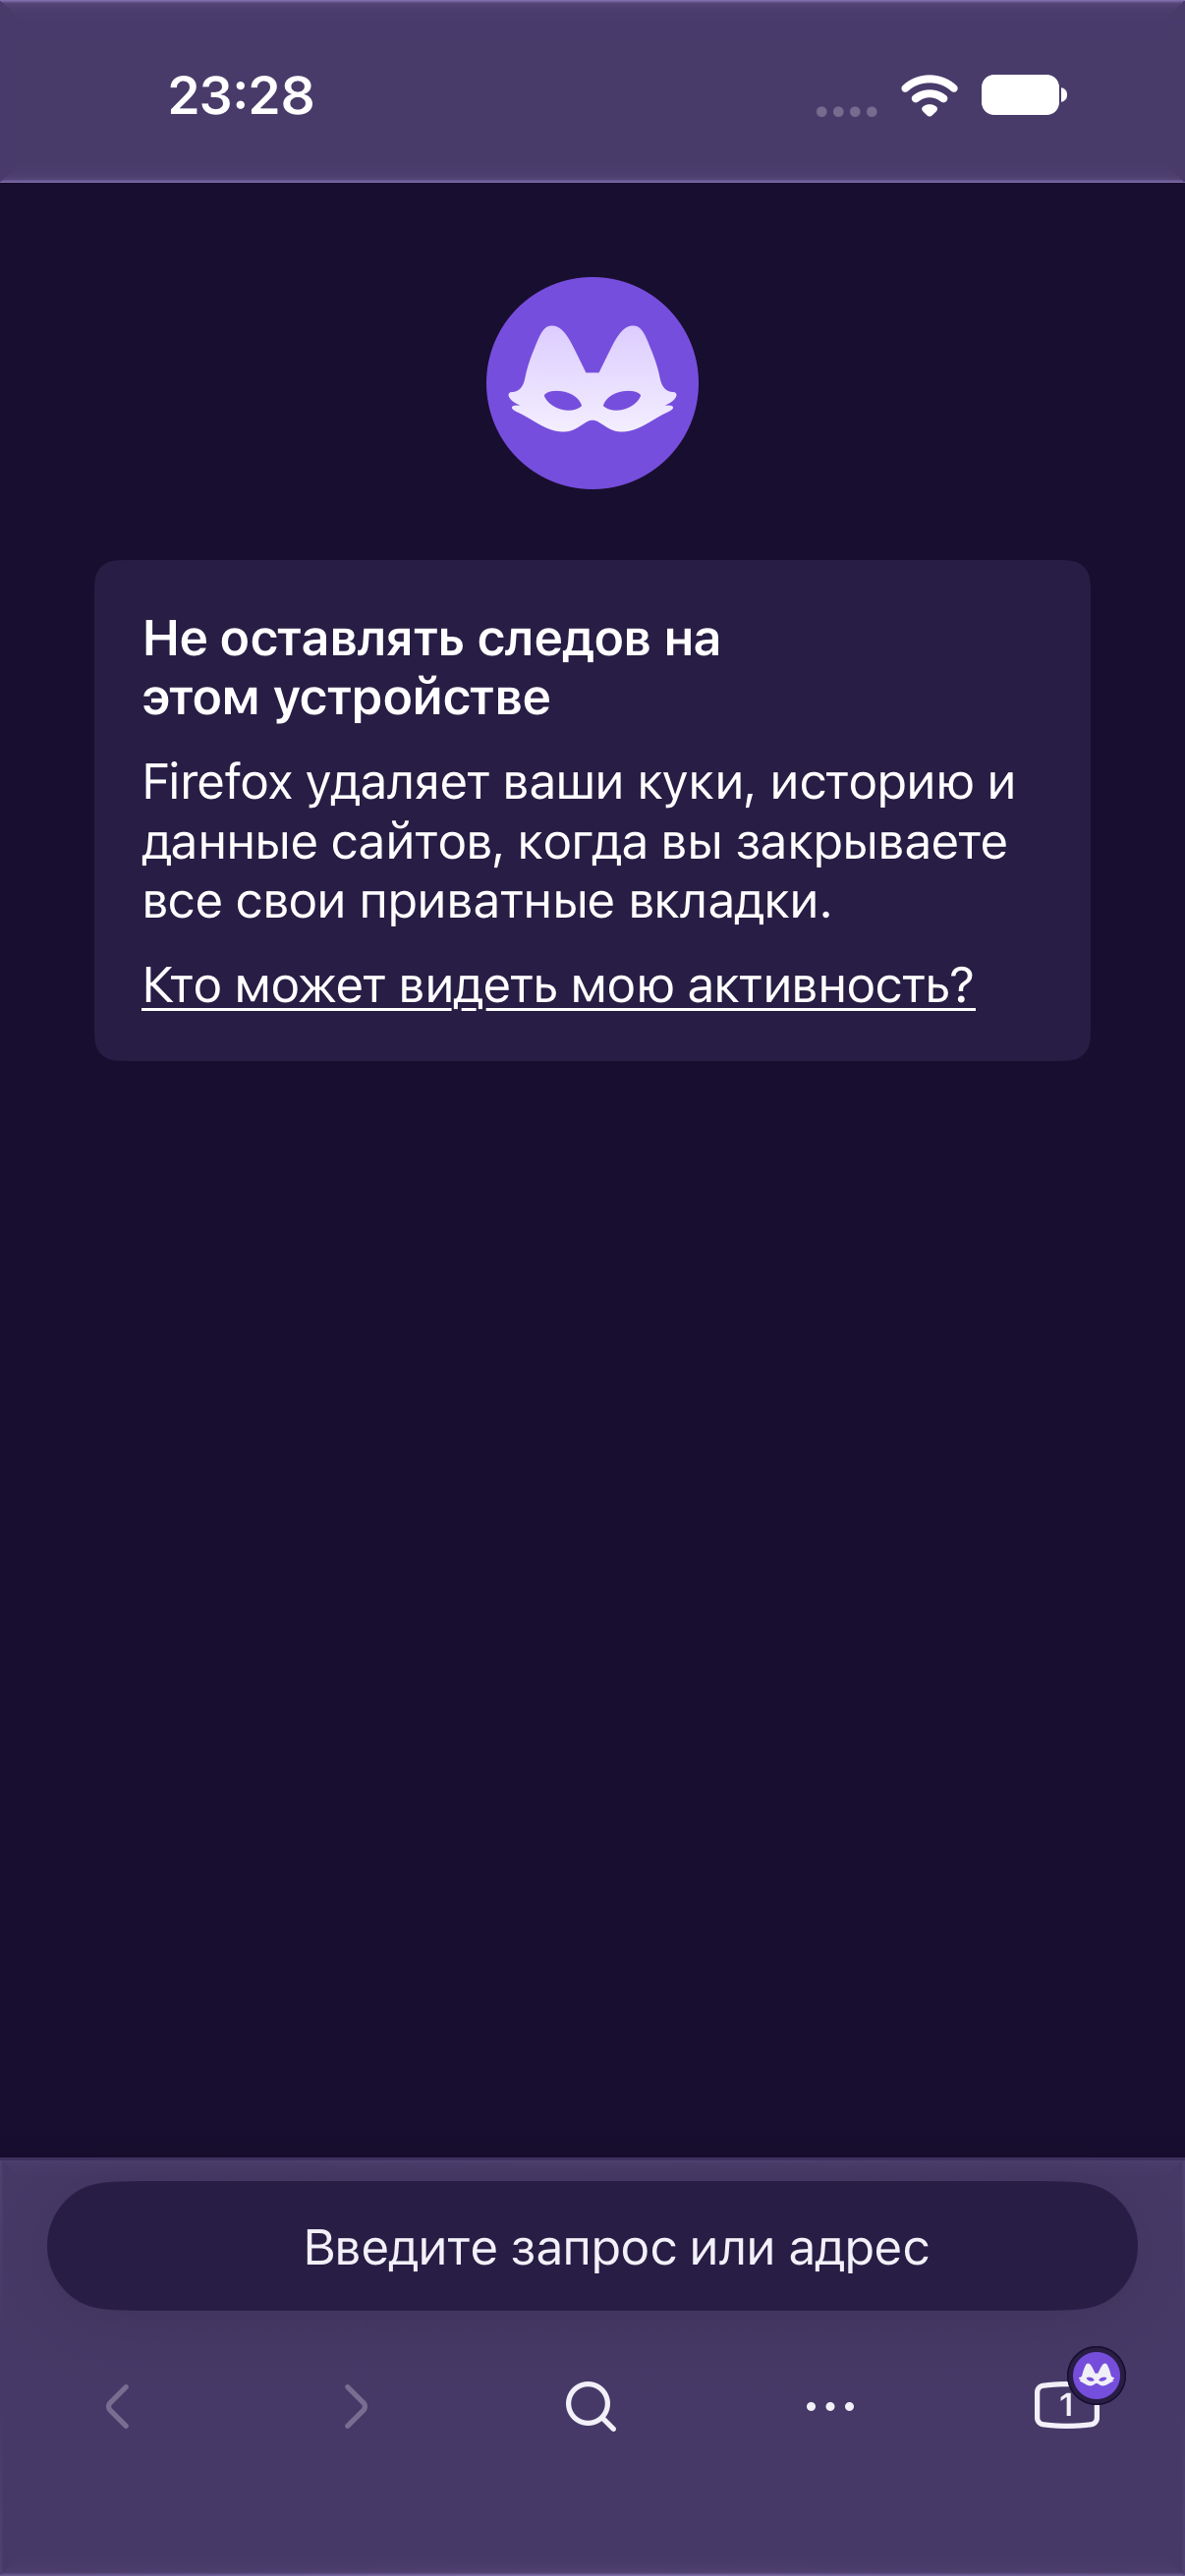 23:28
Не оставлять следов на
этом устройстве
Firefox удаляет ваши куки, историю и
данные сайтов, когда вы закрываете
все свои приватные вкладки.
Кто может видеть мою активность?
Введите запрос или адрес
1